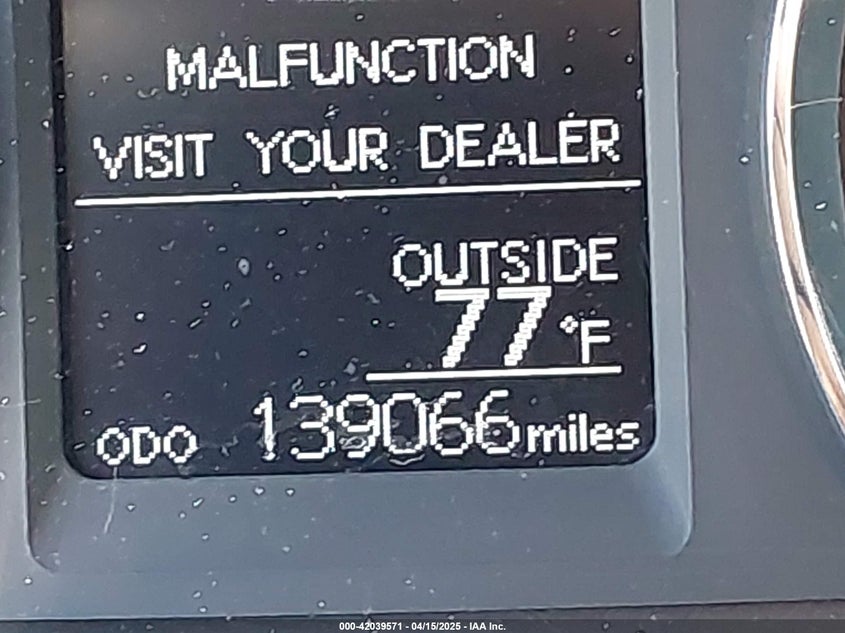 MALFUNCTION
VISIT YOUR DEALER
OUTSIDE
77°F
ODO 139066 miles
000-42039571 - 04/15/2025 - IAA Inc.